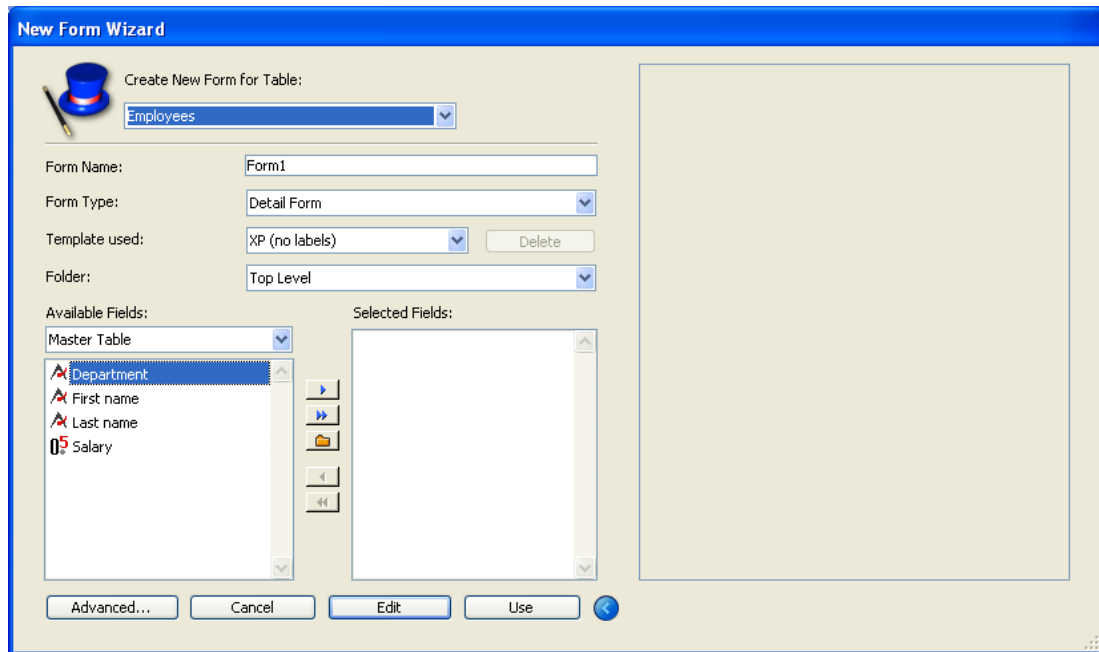 New Form Wizard
Create New Form for Table:
Employees
Form Name:
Form1
Form Type:
Detail Form
Template used:
XP (no labels)
Delete
Folder:
Top Level
Available Fields:
Selected Fields:
Master Table
Department
First name
Last name
0.5 Salary
Advanced...
Cancel
Edit
Use